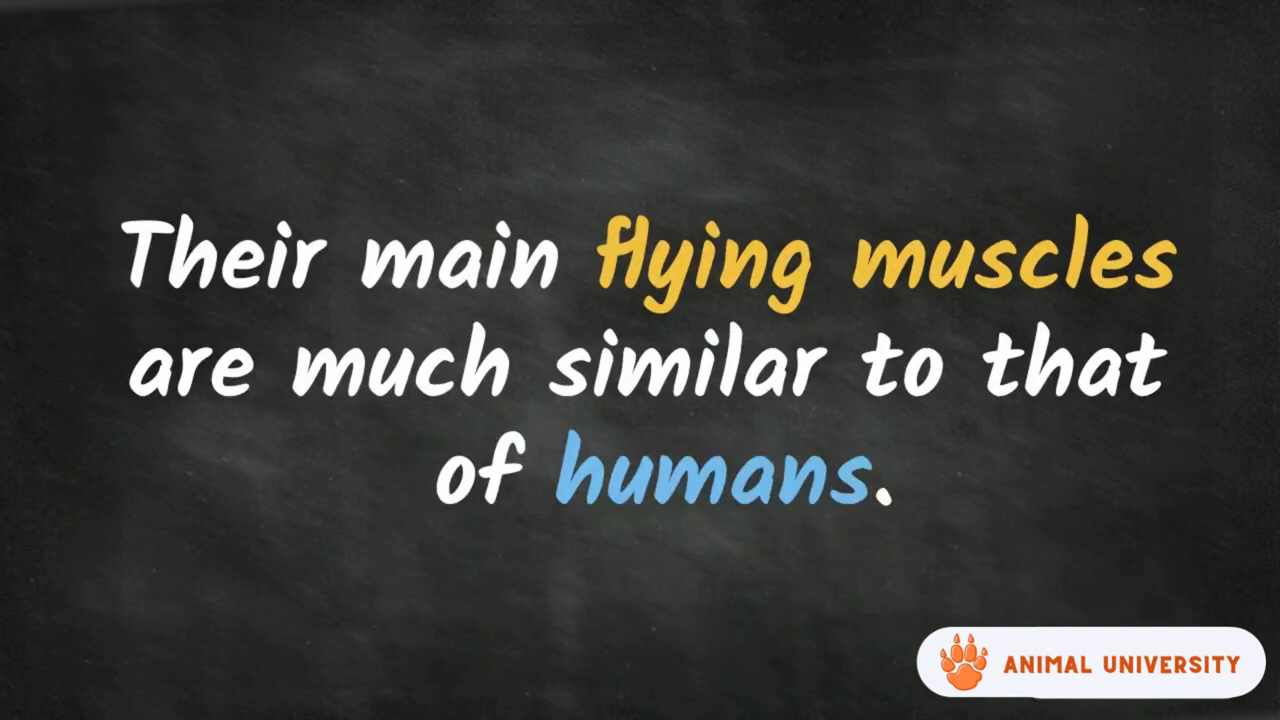 Their main flying muscles
are much similar to that
of humans.
ANIMAL UNIVERSITY